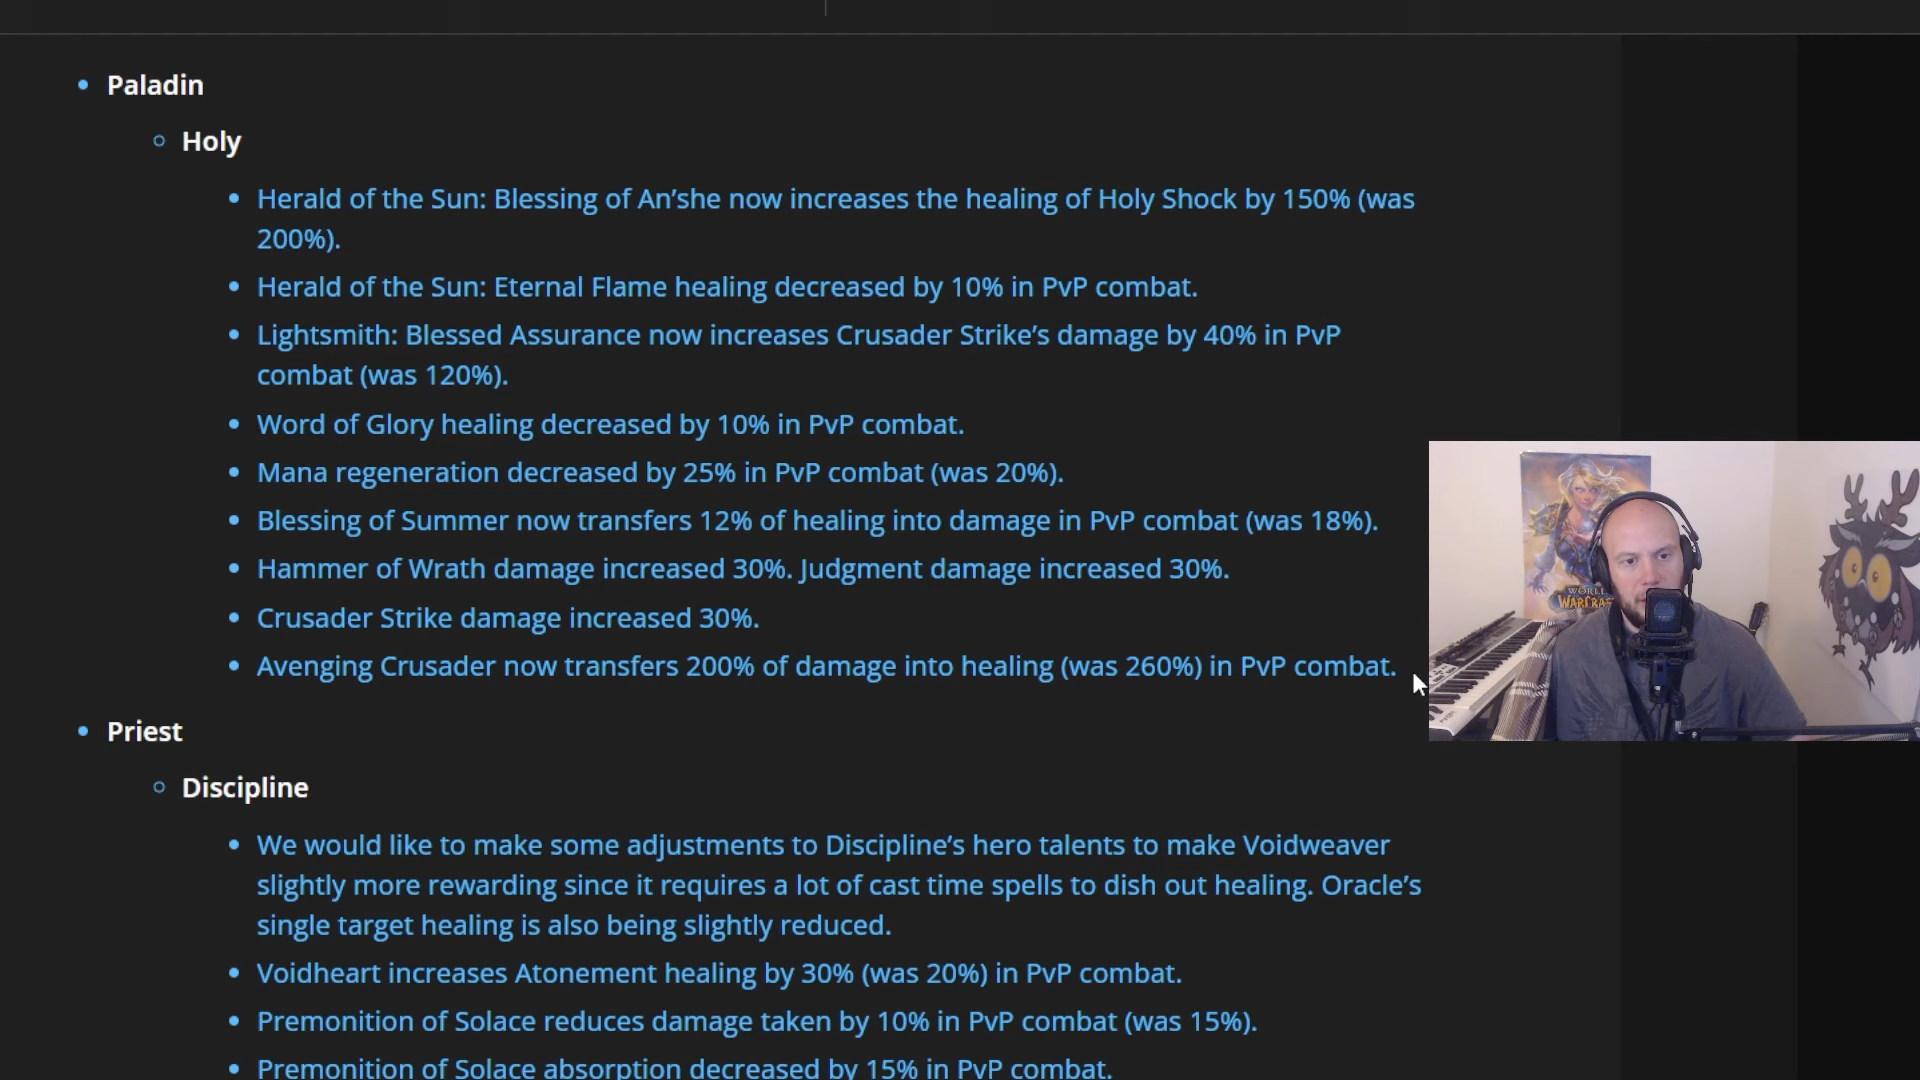 Paladin
Holy
Herald of the Sun: Blessing of An’she now increases the healing of Holy Shock by 150% (was
200%).
Herald of the Sun: Eternal Flame healing decreased by 10% in PvP combat.
Lightsmith: Blessed Assurance now increases Crusader Strike’s damage by 40% in PvP
combat (was 120%).
Word of Glory healing decreased by 10% in PvP combat.
Mana regeneration decreased by 25% in PvP combat (was 20%).
Blessing of Summer now transfers 12% of healing into damage in PvP combat (was 18%).
Hammer of Wrath damage increased 30%. Judgment damage increased 30%.
Crusader Strike damage increased 30%.
Avenging Crusader now transfers 200% of damage into healing (was 260%) in PvP combat.
WORLD
WARCRAFT
Priest
Discipline
We would like to make some adjustments to Discipline’s hero talents to make Voidweaver
slightly more rewarding since it requires a lot of cast time spells to dish out healing. Oracle’s
single target healing is also being slightly reduced.
Voidheart increases Atonement healing by 30% (was 20%) in PvP combat.
Premonition of Solace reduces damage taken by 10% in PvP combat (was 15%).
Premonition of Solace absorption decreased by 15% in PvP combat.